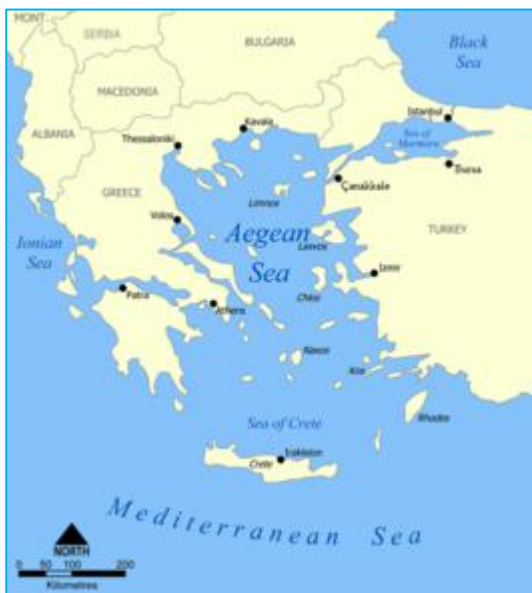 MONT
SERBIA
BULGARIA
Black
Sea
MACEDONIA
Istanbul
ALBANIA
Thessaloniki
Kavala
Sea of
Marmara
Bursa
Çanakkale
GREECE
Limnos
Volos
TURKEY
Ionian
Sea
Aegean
Sea
Lesvos
Izmir
Patra
Chios
Athens
Naxos
Kos
Rhodes
Sea of Crete
Iraklion
Crete
Mediterranean Sea
NORTH
0 50 100 200
Kilometres